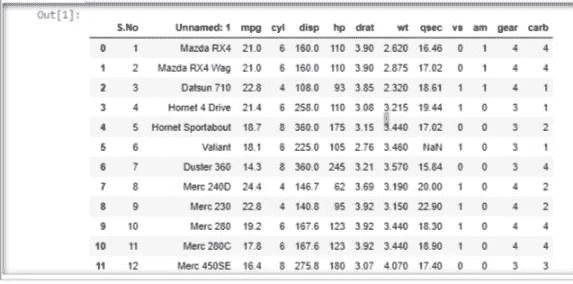 Out[1]:
S.No Unnamed: 1 mpg cyl disp hp drat wt qsec vs am gear carb
0 1 Mazda RX4 21.0 6 160.0 110 3.90 2.620 16.46 0 1 4 4
1 2 Mazda RX4 Wag 21.0 6 160.0 110 3.90 2.875 17.02 0 1 4 4
2 3 Datsun 710 22.8 4 108.0 93 3.85 2.320 18.61 1 1 4 1
3 4 Hornet 4 Drive 21.4 6 258.0 110 3.08 3.215 19.44 1 0 3 1
4 5 Hornet Sportabout 18.7 8 360.0 175 3.15 3.440 17.02 0 0 3 2
5 6 Valiant 18.1 6 225.0 105 2.76 3.460 NaN 1 0 3 1
6 7 Duster 360 14.3 8 360.0 245 3.21 3.570 15.84 0 0 3 4
7 8 Merc 240D 24.4 4 146.7 62 3.69 3.190 20.00 1 0 4 2
8 9 Merc 230 22.8 4 140.8 95 3.92 3.150 22.90 1 0 4 2
9 10 Merc 280 19.2 6 167.6 123 3.92 3.440 18.30 1 0 4 4
10 11 Merc 280C 17.8 6 167.6 123 3.92 3.440 18.90 1 0 4 4
11 12 Merc 450SE 16.4 8 275.8 180 3.07 4.070 17.40 0 0 3 3